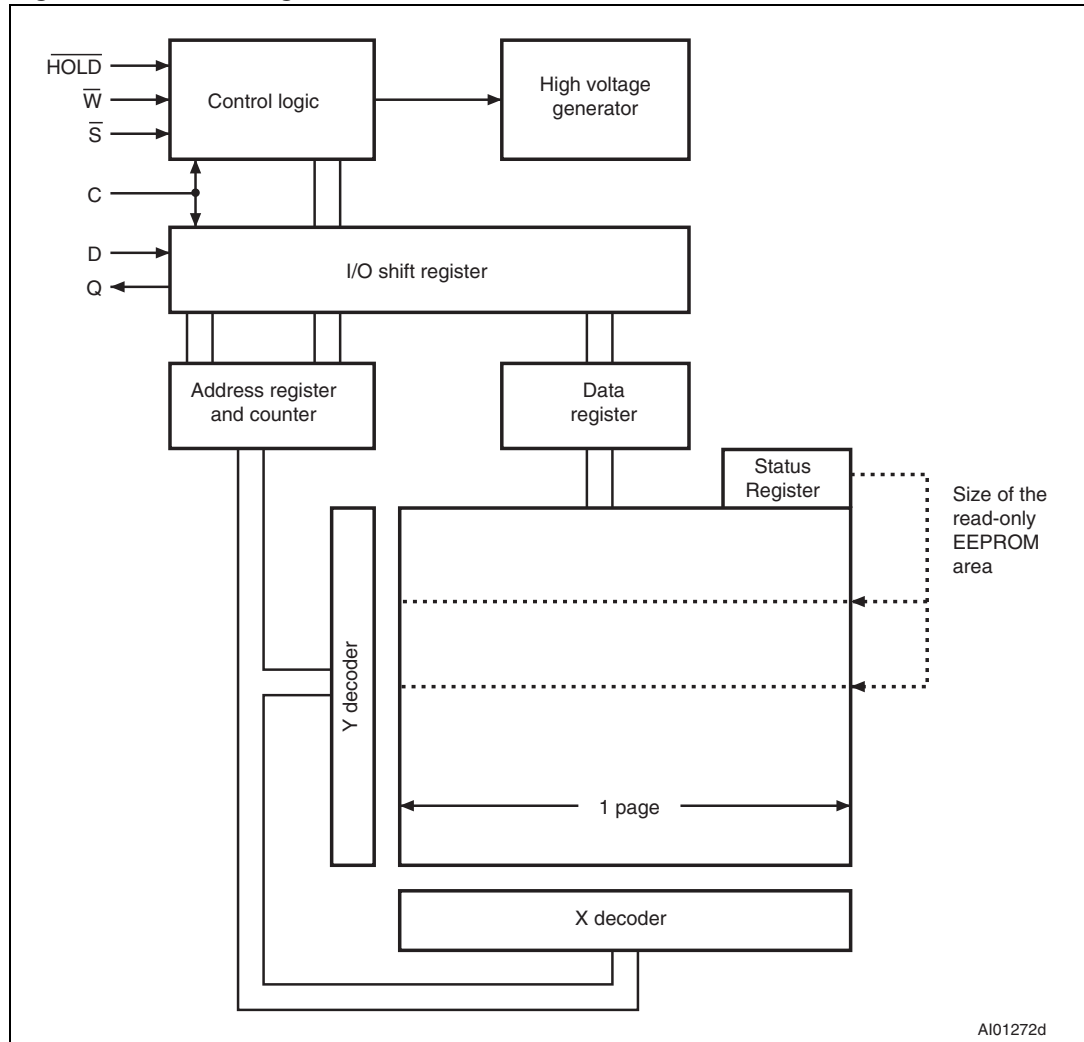 H̅O̅L̅D̅
W̅
S̅
C
D
Q
Control logic
High voltage
generator
I/O shift register
Address register
and counter
Data
register
Status
Register
Size of the
read-only
EEPROM
area
Y decoder
1 page
X decoder
AI01272d